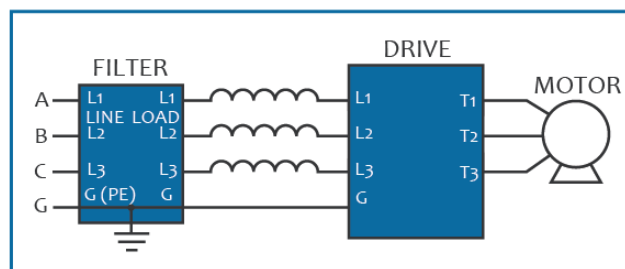 DRIVE
FILTER
MOTOR
A L1 L1 L1 T1
LINE LOAD
B L2 L2 L2 T2
C L3 L3 L3 T3
G G (PE) G G